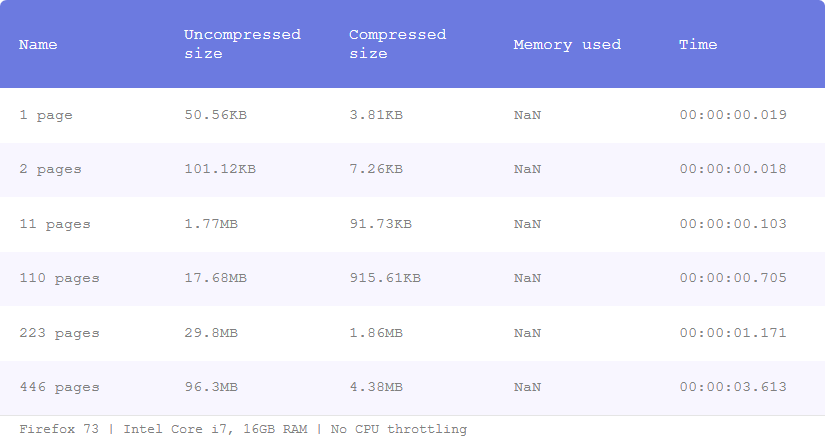 Name Uncompressed size Compressed size Memory used Time
1 page 50.56KB 3.81KB NaN 00:00:00.019
2 pages 101.12KB 7.26KB NaN 00:00:00.018
11 pages 1.77MB 91.73KB NaN 00:00:00.103
110 pages 17.68MB 915.61KB NaN 00:00:00.705
223 pages 29.8MB 1.86MB NaN 00:00:01.171
446 pages 96.3MB 4.38MB NaN 00:00:03.613
Firefox 73 | Intel Core i7, 16GB RAM | No CPU throttling